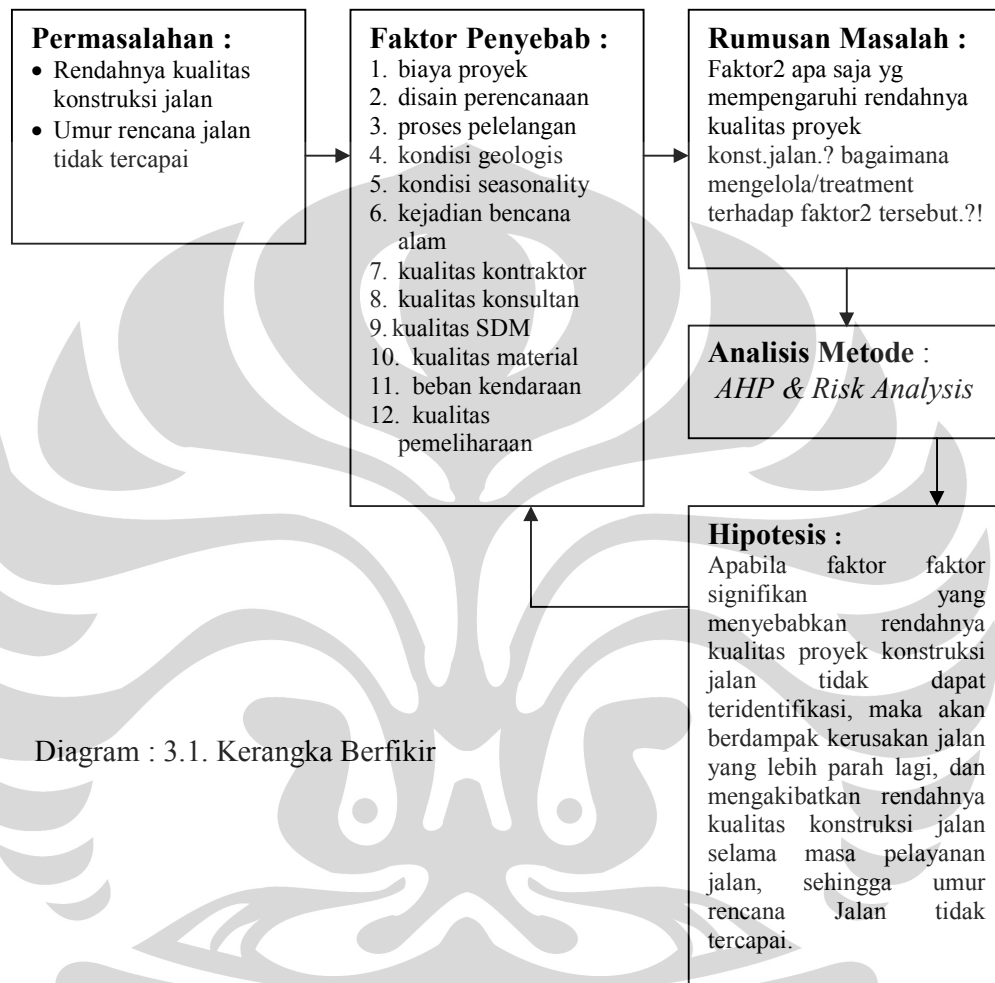 Permasalahan :
• Rendahnya kualitas
konstruksi jalan
• Umur rencana jalan
tidak tercapai
Faktor Penyebab :
1. biaya proyek
2. disain perencanaan
3. proses pelelangan
4. kondisi geologis
5. kondisi seasonality
6. kejadian bencana
alam
7. kualitas kontraktor
8. kualitas konsultan
9. kualitas SDM
10. kualitas material
11. beban kendaraan
12. kualitas
pemeliharaan
Rumusan Masalah :
Faktor2 apa saja yg
mempengaruhi rendahnya
kualitas proyek
konst.jalan.? bagaimana
mengelola/treatment
terhadap faktor2 tersebut.?!
Analisis Metode :
AHP & Risk Analysis
Hipotesis :
Apabila faktor faktor
signifikan yang
menyebabkan rendahnya
kualitas proyek konstruksi
jalan tidak dapat
teridentifikasi, maka akan
berdampak kerusakan jalan
yang lebih parah lagi, dan
mengakibatkan rendahnya
kualitas konstruksi jalan
selama masa pelayanan
jalan, sehingga umur
rencana Jalan tidak
tercapai.
Diagram : 3.1. Kerangka Berfikir